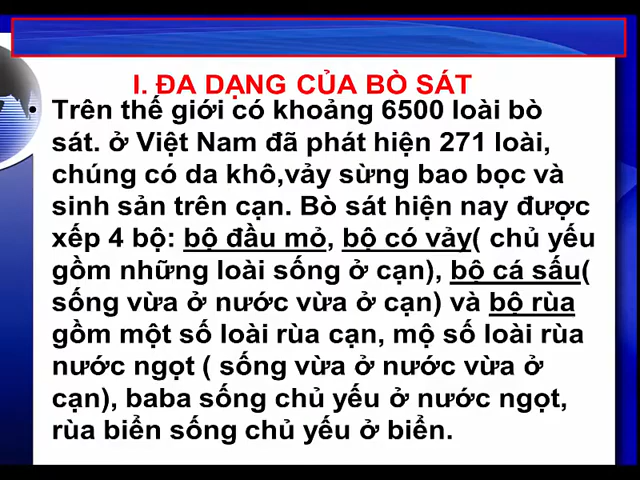 I. ĐA DẠNG CỦA BÒ SÁT
• Trên thế giới có khoảng 6500 loài bò
sát. ở Việt Nam đã phát hiện 271 loài,
chúng có da khô,vảy sừng bao bọc và
sinh sản trên cạn. Bò sát hiện nay được
xếp 4 bộ: bộ đầu mỏ, bộ có vảy( chủ yếu
gồm những loài sống ở cạn), bộ cá sấu(
sống vừa ở nước vừa ở cạn) và bộ rùa
gồm một số loài rùa cạn, mộ số loài rùa
nước ngọt ( sống vừa ở nước vừa ở
cạn), baba sống chủ yếu ở nước ngọt,
rùa biển sống chủ yếu ở biển.